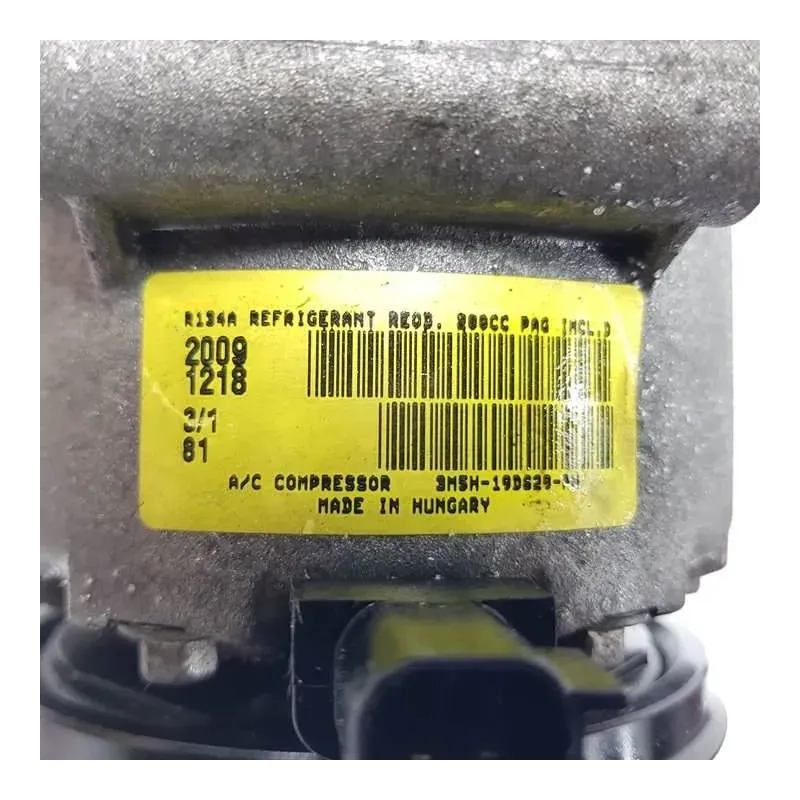 R134A REFRIGERANT REQD. 200CC PAG INCL.D
2009
1218
3/1
81
A/C COMPRESSOR
MADE IN HUNGARY